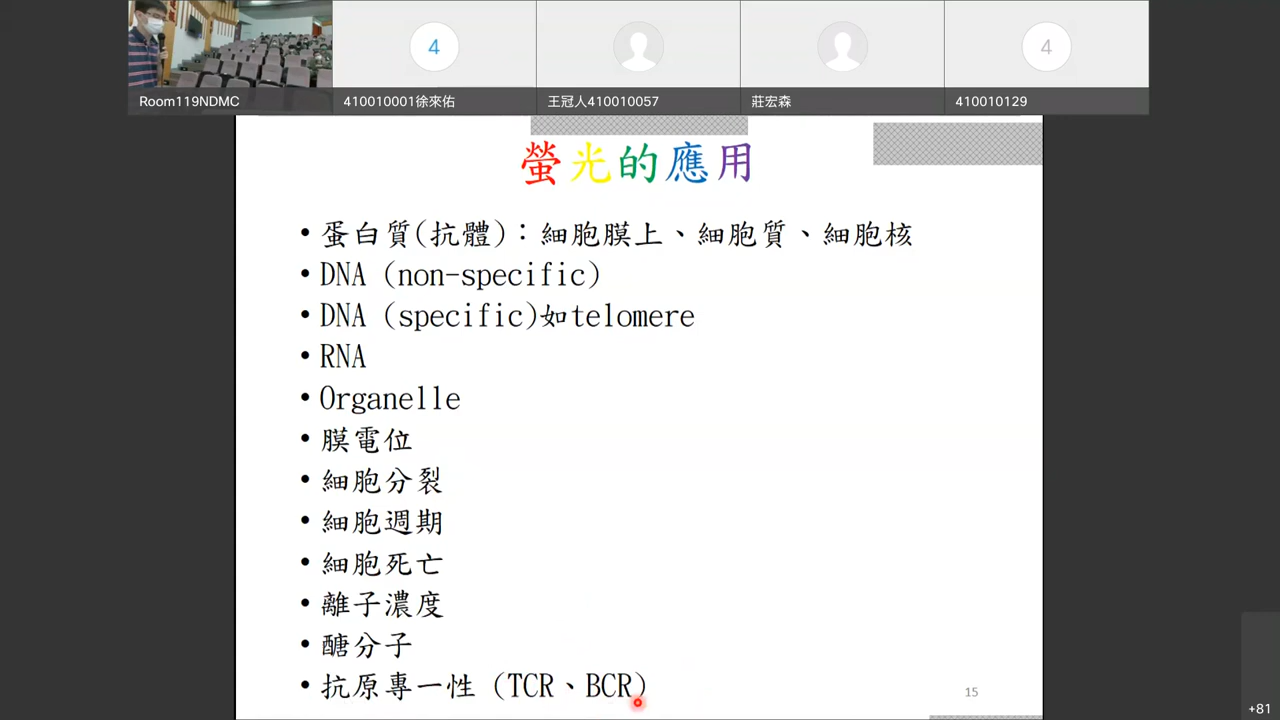 4
4
Room119NDMC
410010001徐來佑
王冠人410010057
莊宏森
410010129
螢光的應用
• 蛋白質(抗體)：細胞膜上、細胞質、細胞核
• DNA (non-specific)
• DNA (specific)如telomere
• RNA
• Organelle
• 膜電位
• 細胞分裂
• 細胞週期
• 細胞死亡
• 離子濃度
• 醣分子
• 抗原專一性 (TCR、BCR)
15
+81